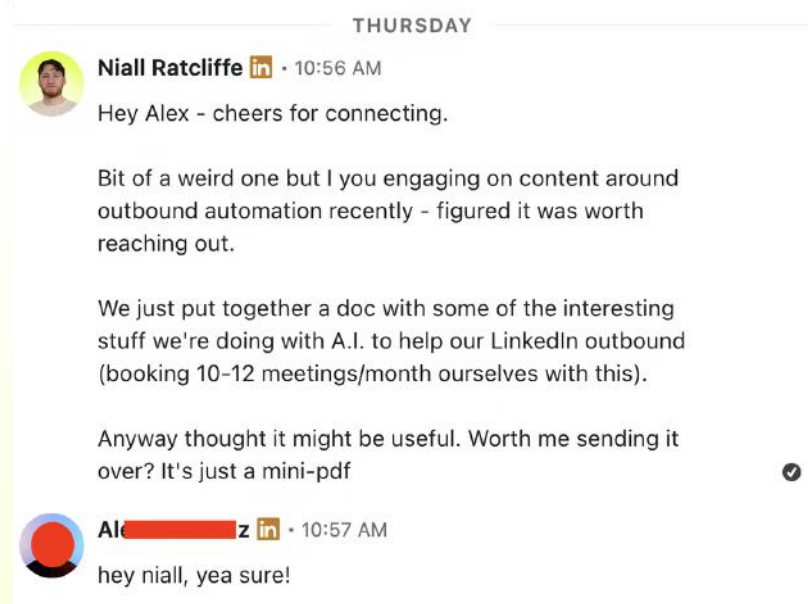 THURSDAY
Niall Ratcliffe in • 10:56 AM
Hey Alex - cheers for connecting.
Bit of a weird one but I you engaging on content around
outbound automation recently - figured it was worth
reaching out.
We just put together a doc with some of the interesting
stuff we're doing with A.I. to help our LinkedIn outbound
(booking 10-12 meetings/month ourselves with this).
Anyway thought it might be useful. Worth me sending it
over? It's just a mini-pdf
Al z in • 10:57 AM
hey niall, yea sure!